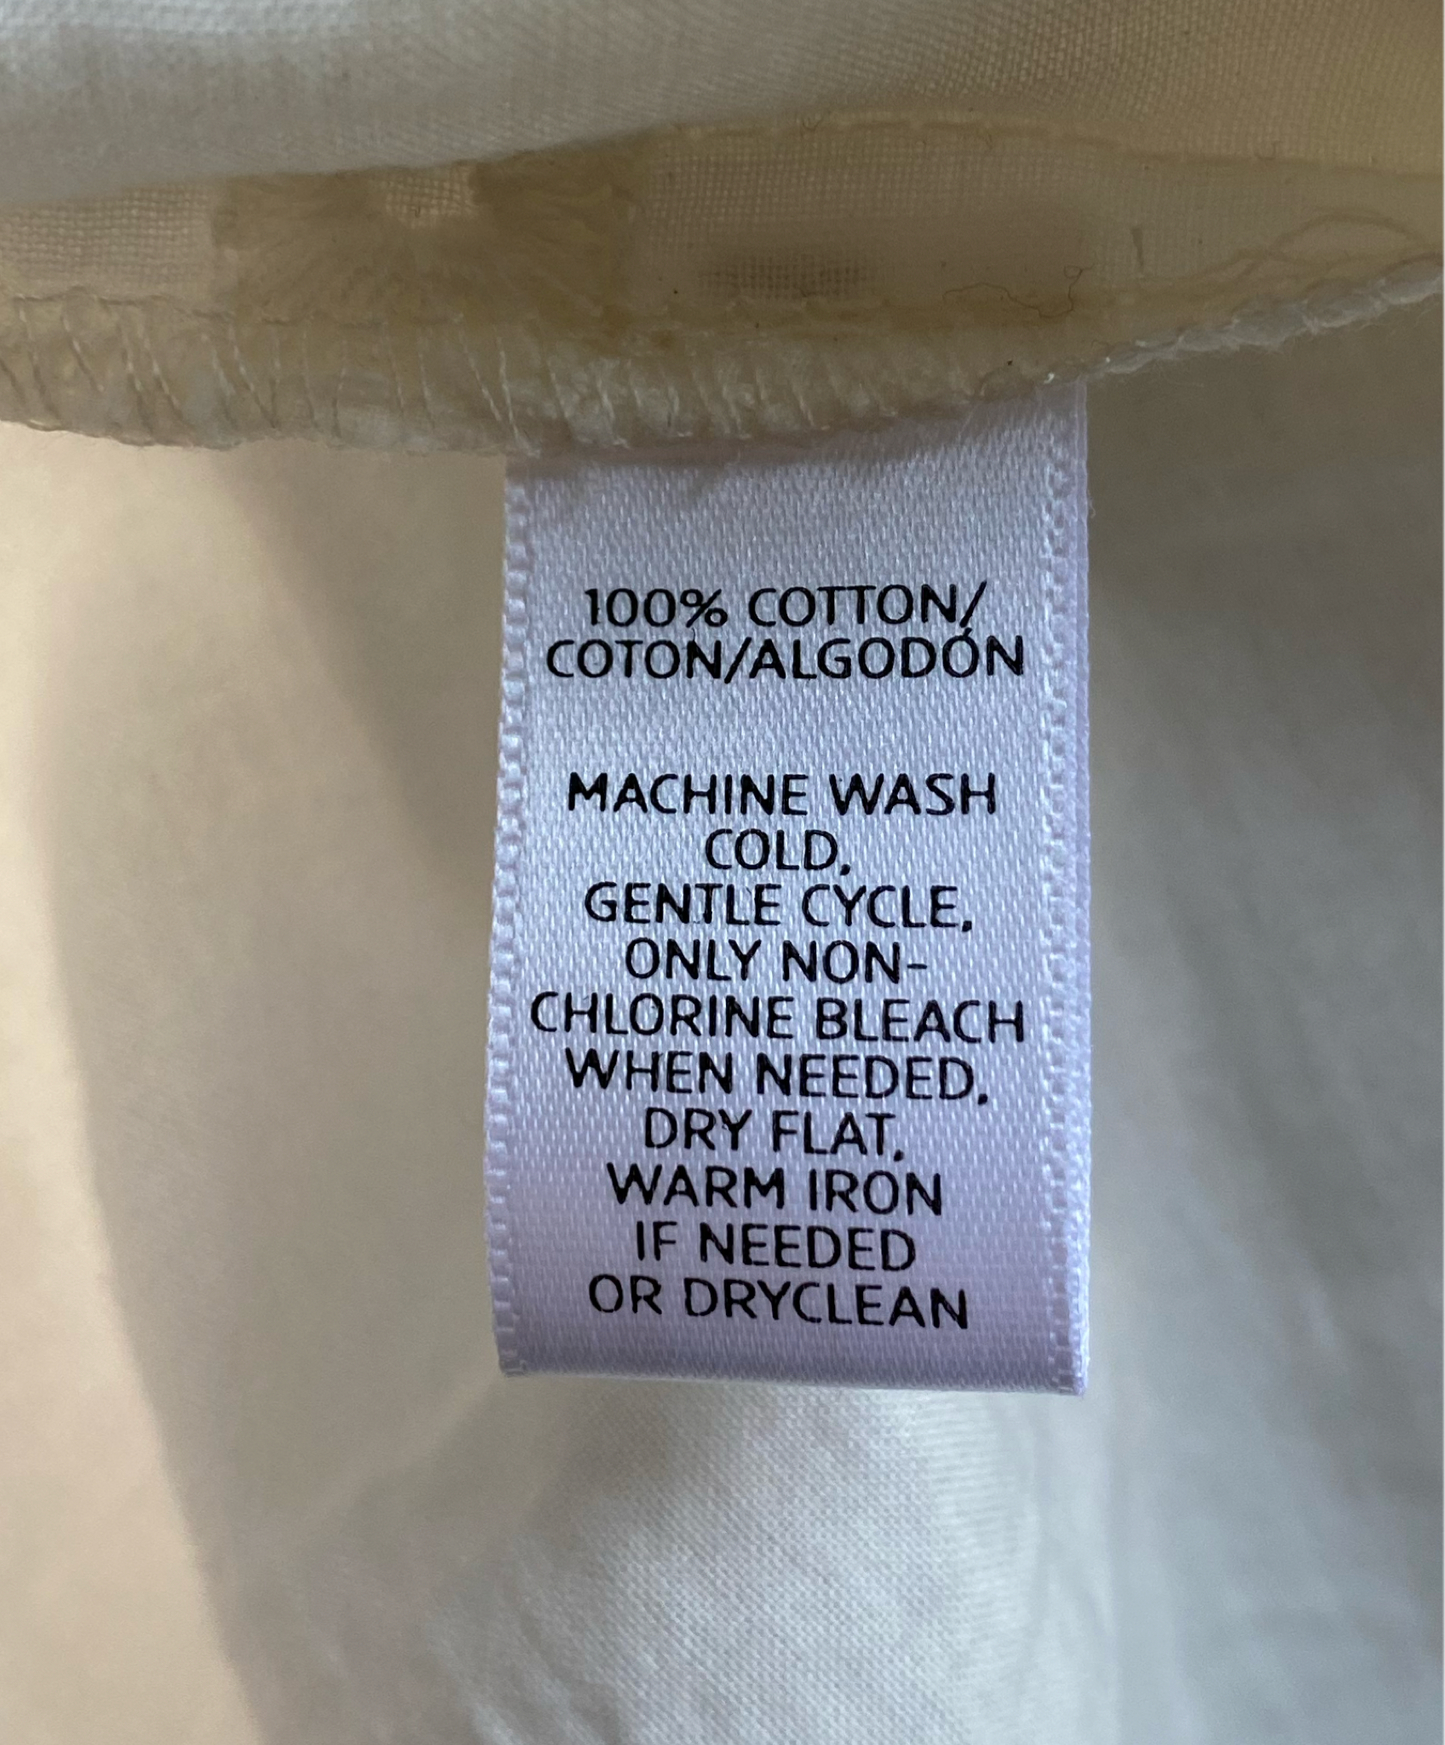 100% COTTON/
COTON/ALGODÓN
MACHINE WASH
COLD,
GENTLE CYCLE,
ONLY NON-
CHLORINE BLEACH
WHEN NEEDED,
DRY FLAT,
WARM IRON
IF NEEDED
OR DRYCLEAN